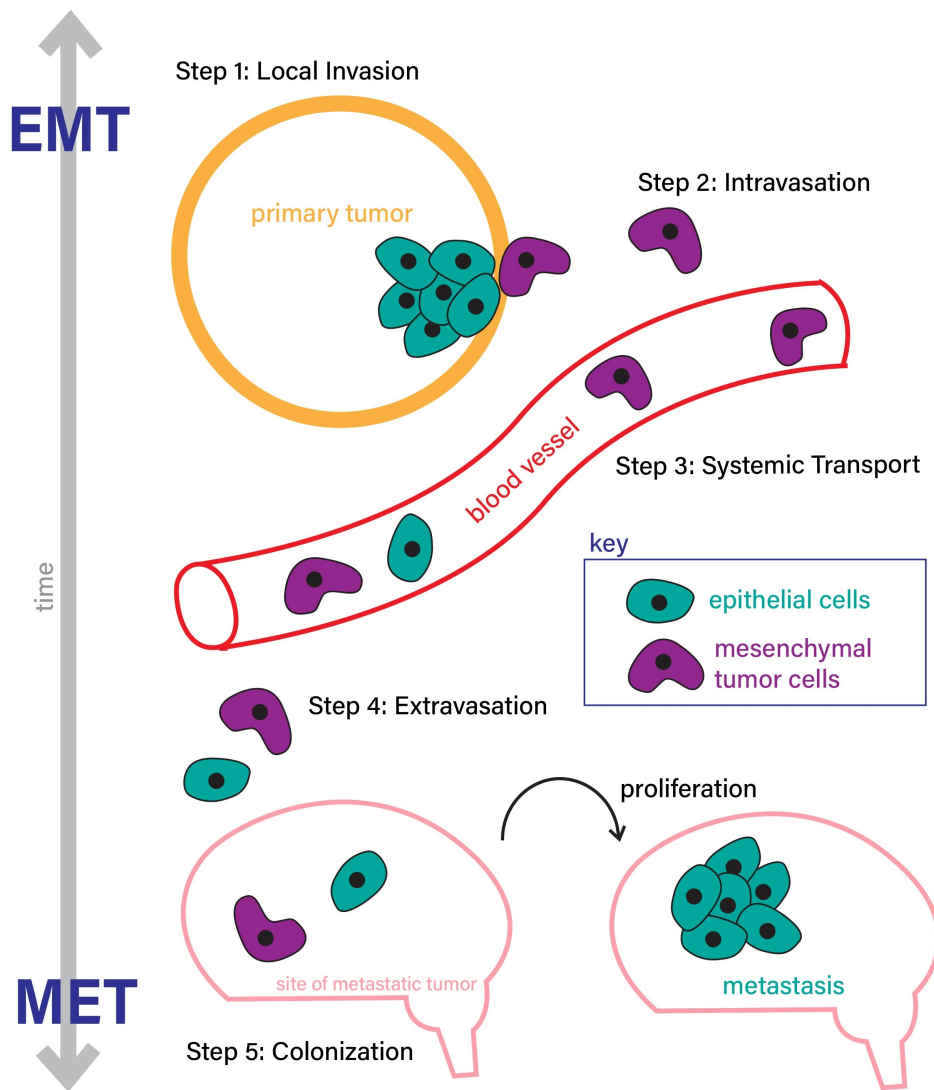 Step 1: Local Invasion
EMT
Step 2: Intravasation
primary tumor
blood vessel
Step 3: Systemic Transport
key
time
epithelial cells
mesenchymal
tumor cells
Step 4: Extravasation
proliferation
site of metastatic tumor
metastasis
MET
Step 5: Colonization